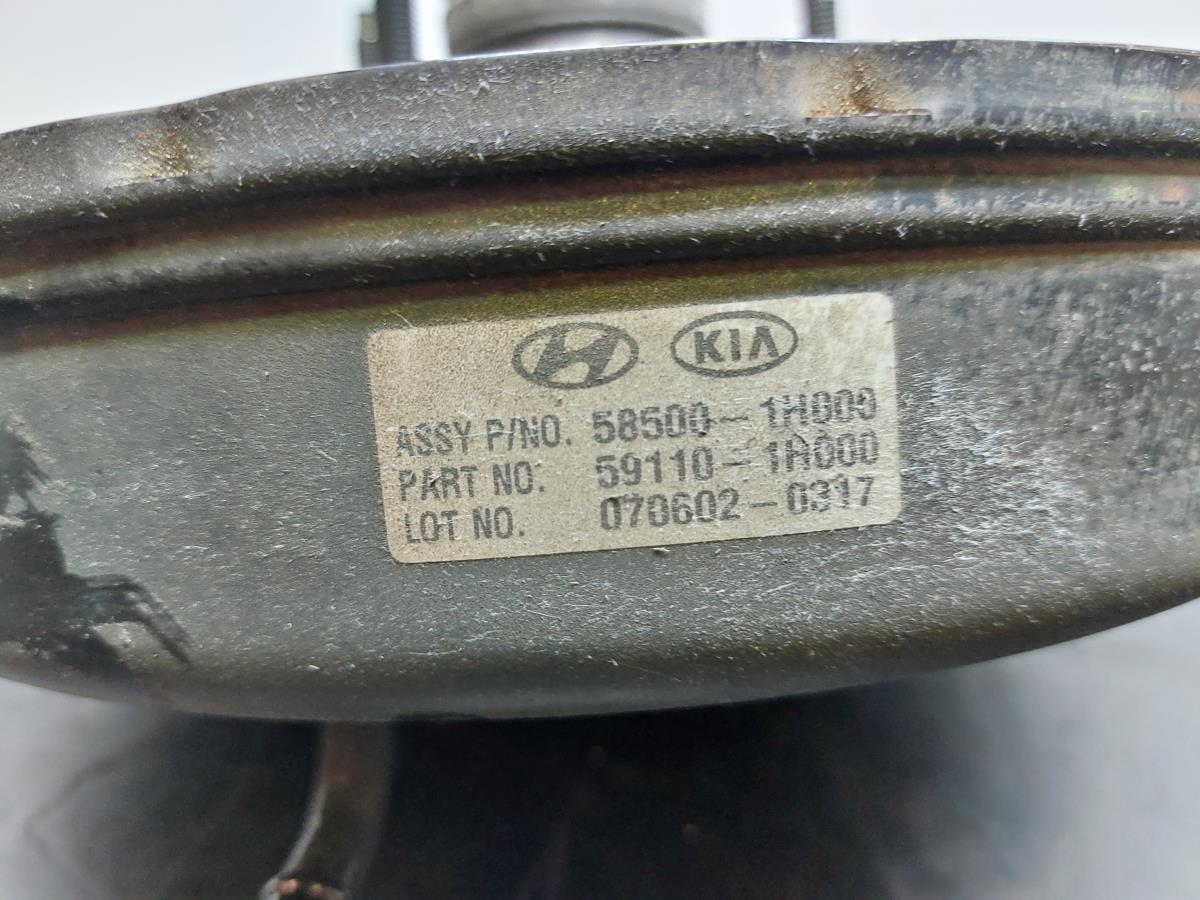 KIA
ASSY P/NO. 58500-1H000
PART NO. 59110-1H000
LOT NO. 070602-0317